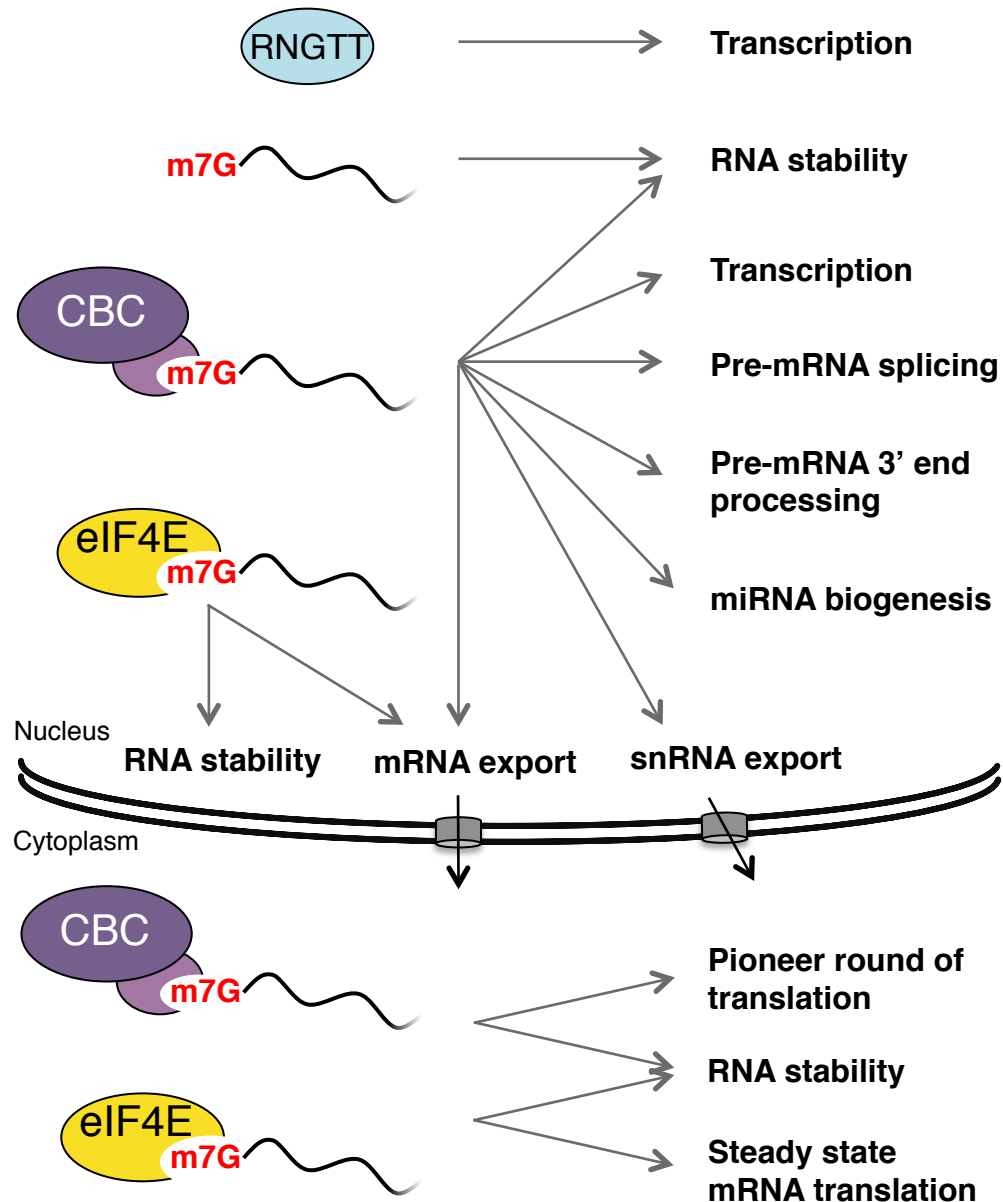 RNGTT
Transcription
m7G
RNA stability
CBC
m7G
Transcription
Pre-mRNA splicing
Pre-mRNA 3’ end
processing
eIF4E
m7G
miRNA biogenesis
Nucleus
RNA stability
mRNA export
snRNA export
Cytoplasm
CBC
m7G
Pioneer round of
translation
RNA stability
eIF4E
m7G
Steady state
mRNA translation